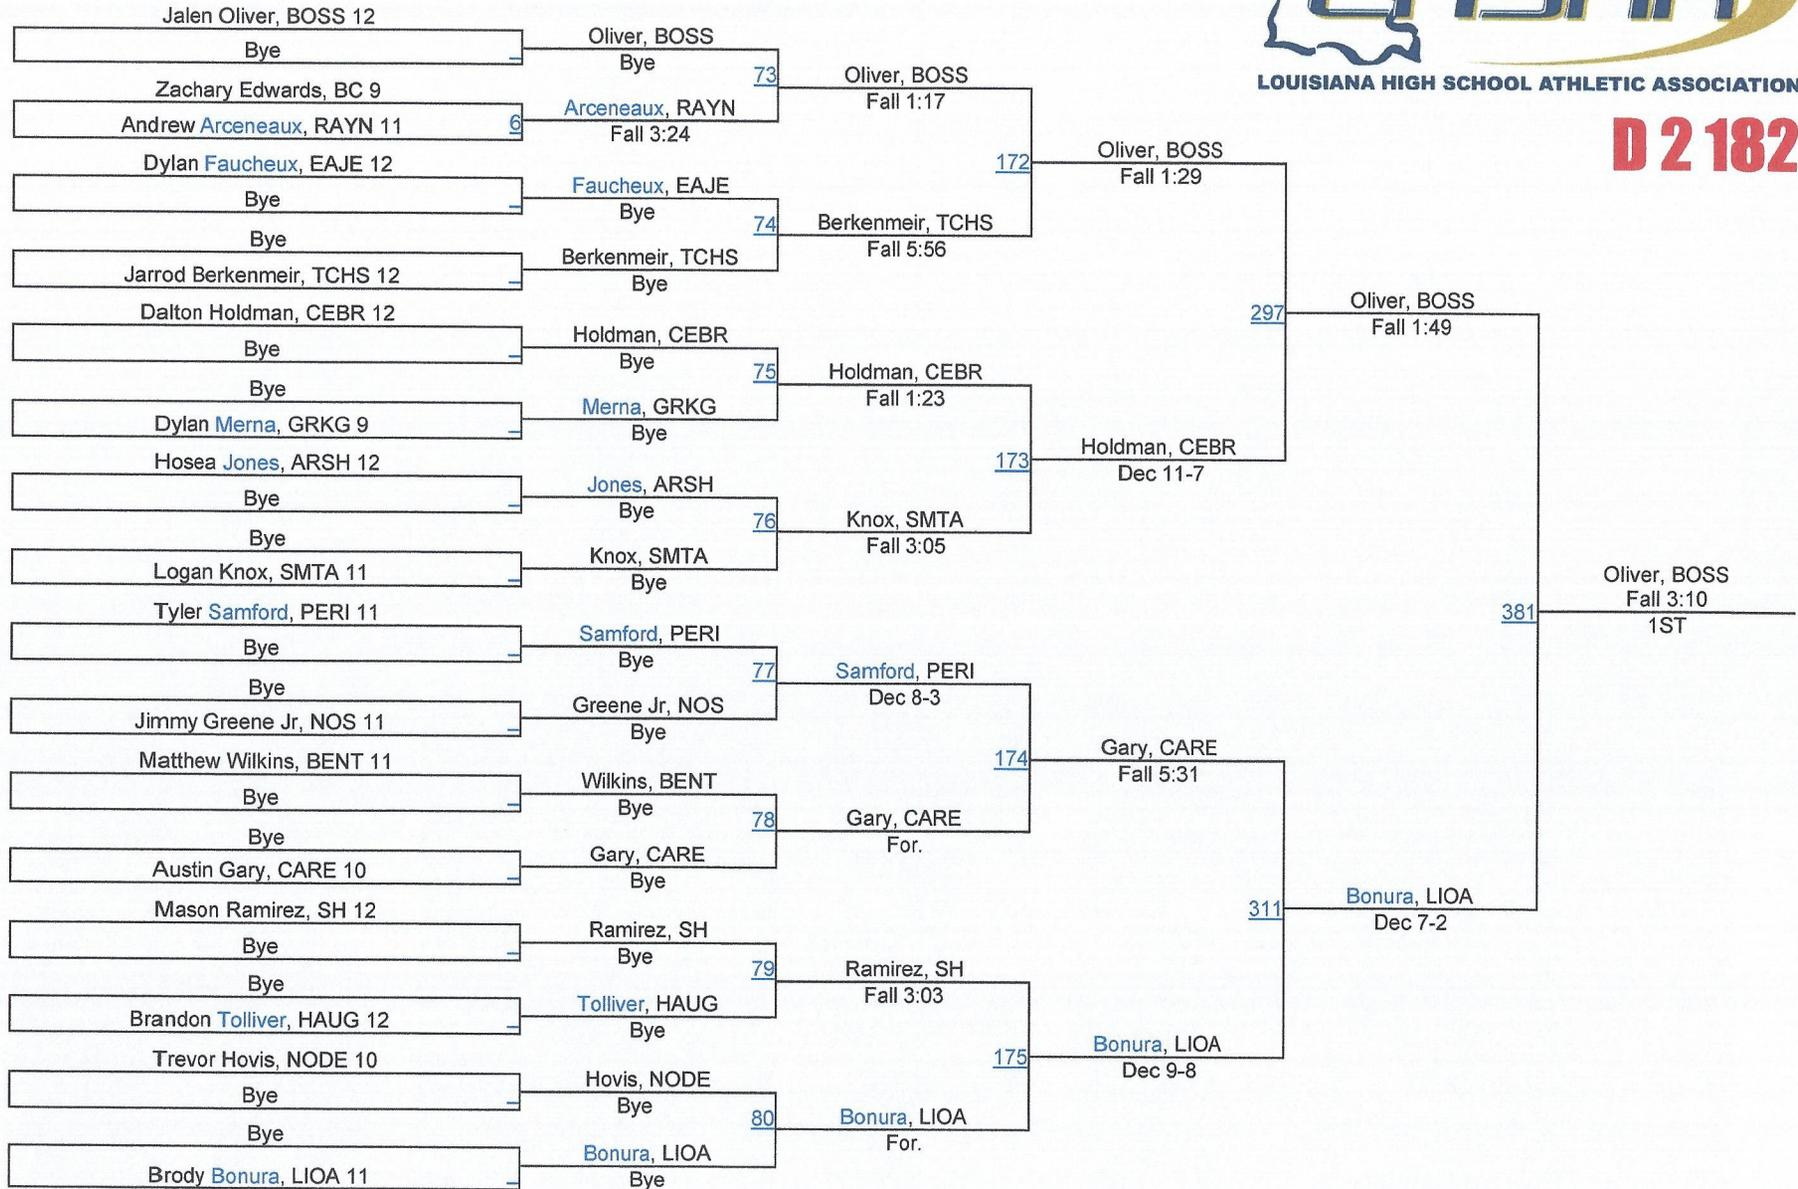 LOUISIANA HIGH SCHOOL ATHLETIC ASSOCIATION
D 2 182
Jalen Oliver, BOSS 12
Bye
Zachary Edwards, BC 9
Andrew Arceneaux, RAYN 11 6
Dylan Faucheux, EAJE 12
Bye
Bye
Jarrod Berkenmeir, TCHS 12
Dalton Holdman, CEBR 12
Bye
Bye
Dylan Merna, GRKG 9
Hosea Jones, ARSH 12
Bye
Bye
Logan Knox, SMTA 11
Tyler Samford, PERI 11
Bye
Bye
Jimmy Greene Jr, NOS 11
Matthew Wilkins, BENT 11
Bye
Bye
Austin Gary, CARE 10
Mason Ramirez, SH 12
Bye
Bye
Brandon Tolliver, HAUG 12
Trevor Hovis, NODE 10
Bye
Bye
Brody Bonura, LIOA 11
Oliver, BOSS
Bye
73
Arceneaux, RAYN
Fall 3:24
Faucheux, EAJE
Bye
74
Berkenmeir, TCHS
Bye
Holdman, CEBR
Bye
75
Merna, GRKG
Bye
Jones, ARSH
Bye
76
Knox, SMTA
Bye
Samford, PERI
Bye
77
Greene Jr, NOS
Bye
Wilkins, BENT
Bye
78
Gary, CARE
Bye
Ramirez, SH
Bye
79
Tolliver, HAUG
Bye
Hovis, NODE
Bye
80
Bonura, LIOA
Bye
Oliver, BOSS
Fall 1:17
172
Berkenmeir, TCHS
Fall 5:56
Holdman, CEBR
Fall 1:23
173
Knox, SMTA
Fall 3:05
Samford, PERI
Dec 8-3
174
Gary, CARE
For.
Ramirez, SH
Fall 3:03
175
Bonura, LIOA
For.
Oliver, BOSS
Fall 1:29
297
Holdman, CEBR
Dec 11-7
Gary, CARE
Fall 5:31
311
Bonura, LIOA
Dec 9-8
Oliver, BOSS
Fall 1:49
381
Bonura, LIOA
Dec 7-2
Oliver, BOSS
Fall 3:10
1ST